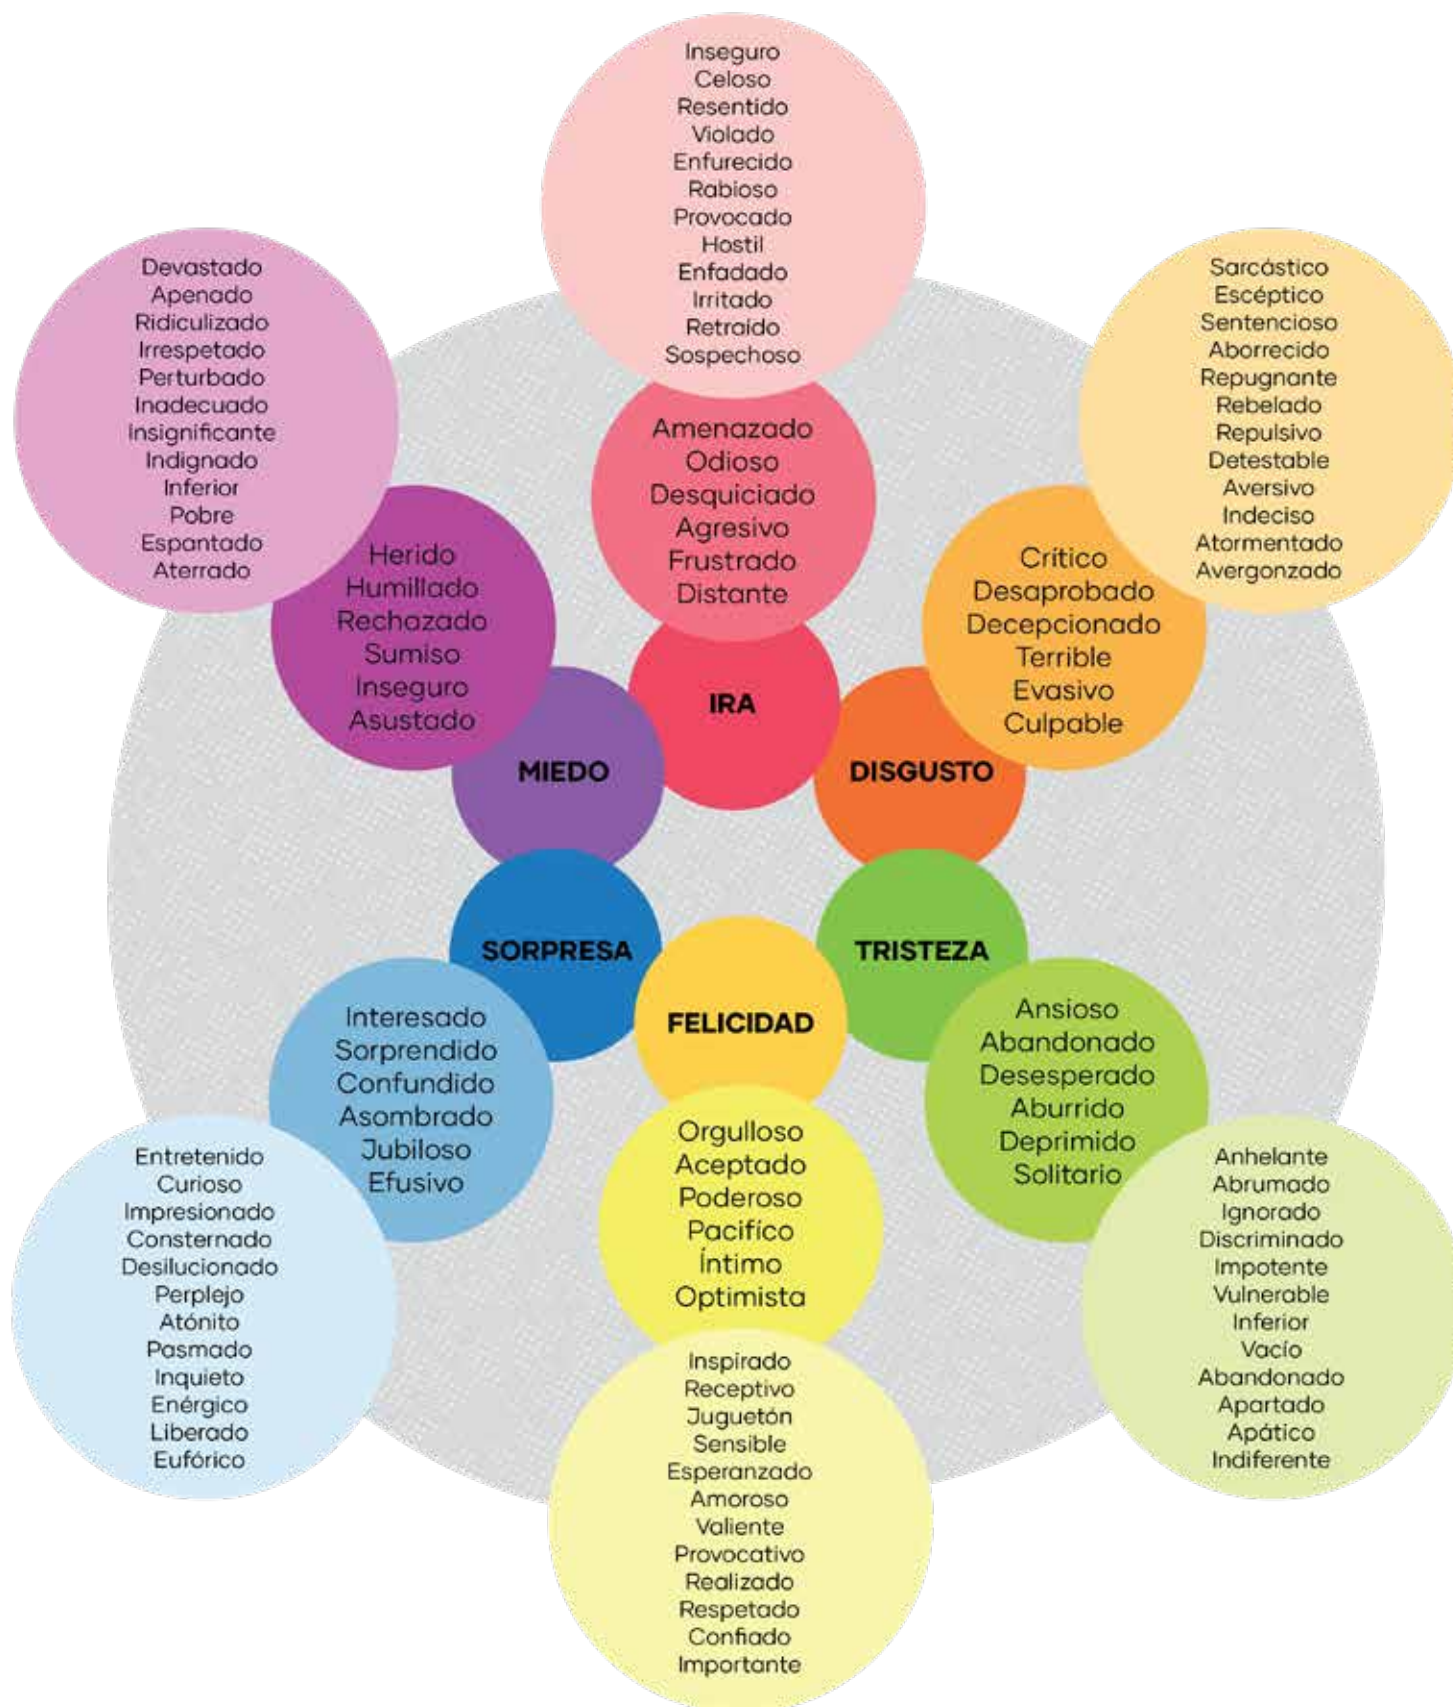 Inseguro
Celoso
Resentido
Violado
Enfurecido
Rabioso
Provocado
Hostil
Enfadado
Irritado
Retraído
Sospechoso
Amenazado
Odioso
Desquiciado
Agresivo
Frustrado
Distante
IRA
Devastado
Apenado
Ridiculizado
Irrespetado
Perturbado
Inadecuado
Insignificante
Indignado
Inferior
Pobre
Espantado
Aterrado
Herido
Humillado
Rechazado
Sumiso
Inseguro
Asustado
MIEDO
Sarcástico
Escéptico
Sentencioso
Aborrecido
Repugnante
Rebelado
Repulsivo
Detestable
Aversivo
Indeciso
Atormentado
Avergonzado
Crítico
Desaprobado
Decepcionado
Terrible
Evasivo
Culpable
DISGUSTO
SORPRESA
Interesado
Sorprendido
Confundido
Asombrado
Jubiloso
Efusivo
Entretenido
Curioso
Impresionado
Consternado
Desilucionado
Perplejo
Atónito
Pasmado
Inquieto
Enérgico
Liberado
Eufórico
FELICIDAD
Orgulloso
Aceptado
Poderoso
Pacifíco
Íntimo
Optimista
Inspirado
Receptivo
Juguetón
Sensible
Esperanzado
Amoroso
Valiente
Provocativo
Realizado
Respetado
Confiado
Importante
TRISTEZA
Ansioso
Abandonado
Desesperado
Aburrido
Deprimido
Solitario
Anhelante
Abrumado
Ignorado
Discriminado
Impotente
Vulnerable
Inferior
Vacío
Abandonado
Apartado
Apático
Indiferente